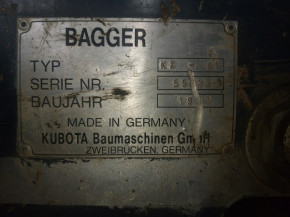 BAGGER
TYP
SERIE NR.
BAUJAHR
MADE IN GERMANY
KUBOTA Baumaschinen GmbH
ZWEIBRÜCKEN, GERMANY